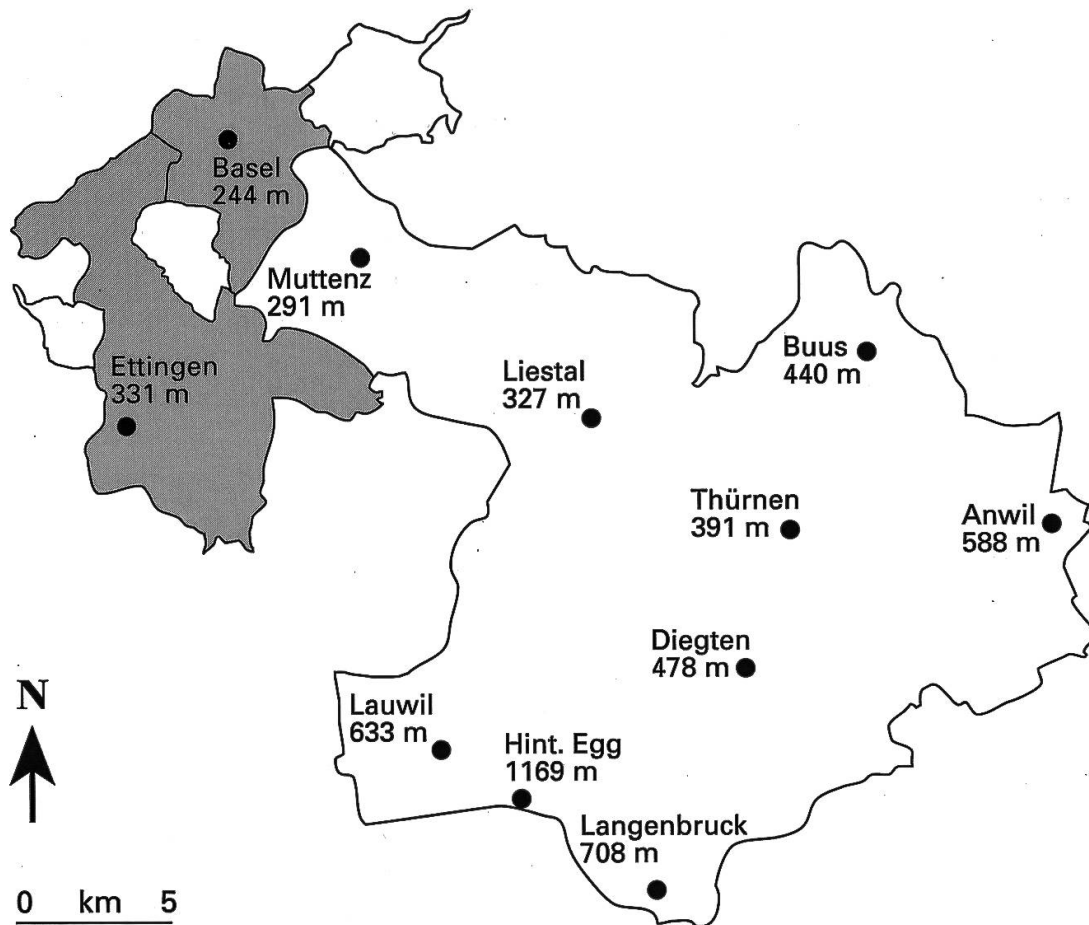 Basel
244 m
Muttenz
291 m
Ettingen
331 m
Liestal
327 m
Buus
440 m
Thürnen
391 m
Anwil
588 m
Diegten
478 m
Lauwil
633 m
Hint. Egg
1169 m
Langenbruck
708 m
N
0 km 5